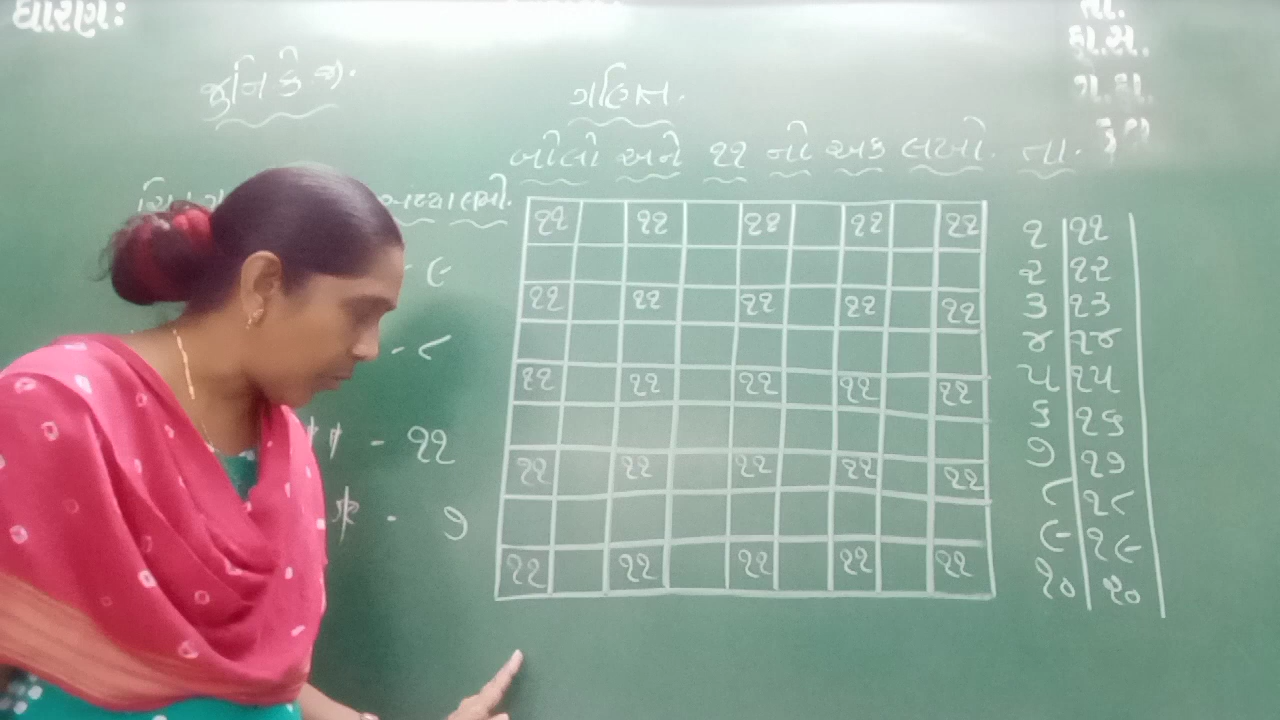 ધોરણ:
તા.
ક્રા.સ.
ગ.કા.
જુનિ કે.જી.
ગણિત.
બોલો અને ૧૧ નો અંક લખો. તા.
૧૧ ૧૧ ૧૧ ૧૧ ૧૧
૧૧ ૧૧ ૧૧ ૧૧ ૧૧
૧૧ ૧૧ ૧૧ ૧૧ ૧૧
૧૧ ૧૧ ૧૧ ૧૧ ૧૧
૧૧ ૧૧ ૧૧ ૧૧ ૧૧
- ૯
- ૮
- ૧૧
- ૭
૧ ૧૧
૨ ૧૨
૩ ૧૩
૪ ૧૪
૫ ૧૫
૬ ૧૬
૭ ૧૭
૮ ૧૮
૯ ૧૯
૧૦ ૨૦